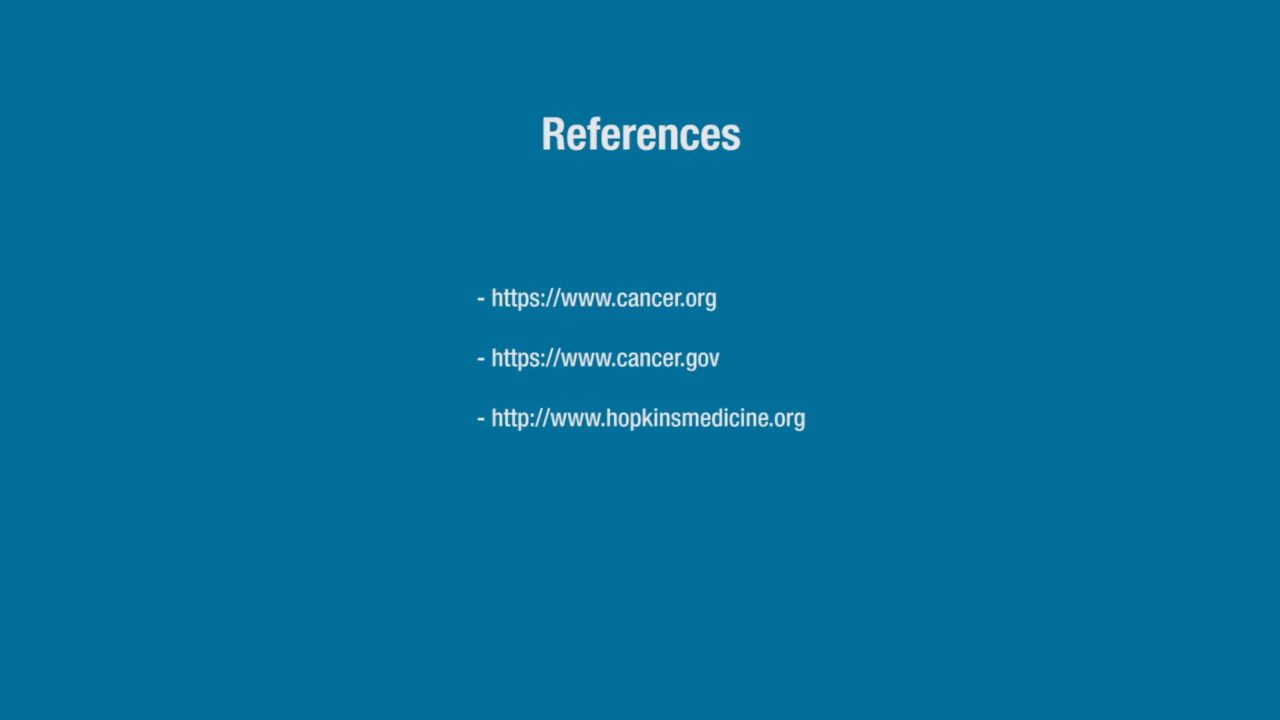 References
- https://www.cancer.org
- https://www.cancer.gov
- http://www.hopkinsmedicine.org